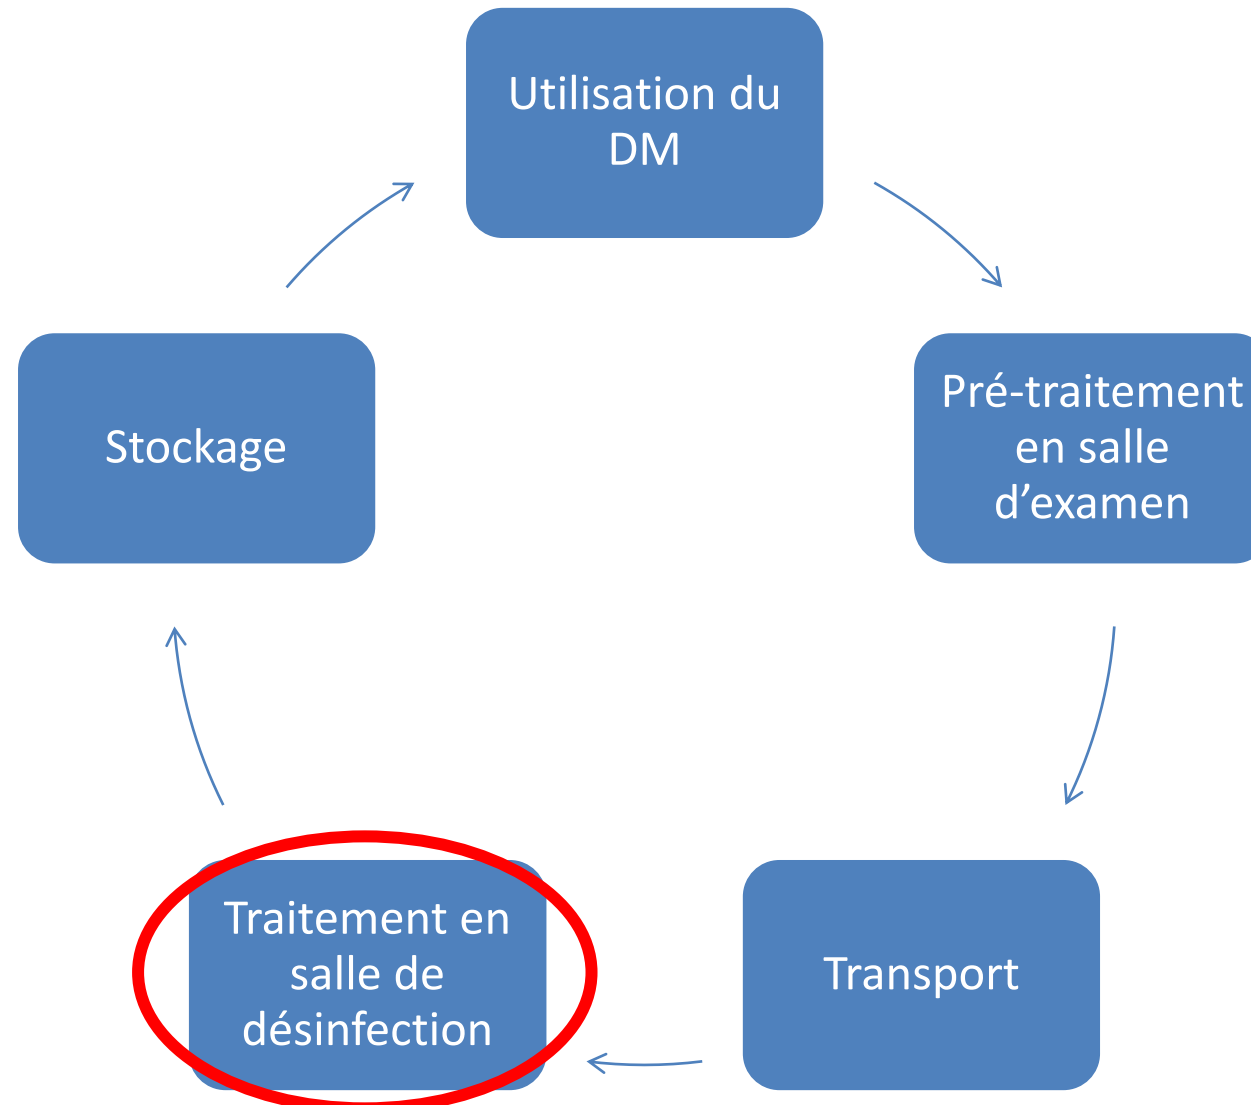 Utilisation du
DM
Pré-traitement
en salle
d’examen
Transport
Traitement en
salle de
désinfection
Stockage